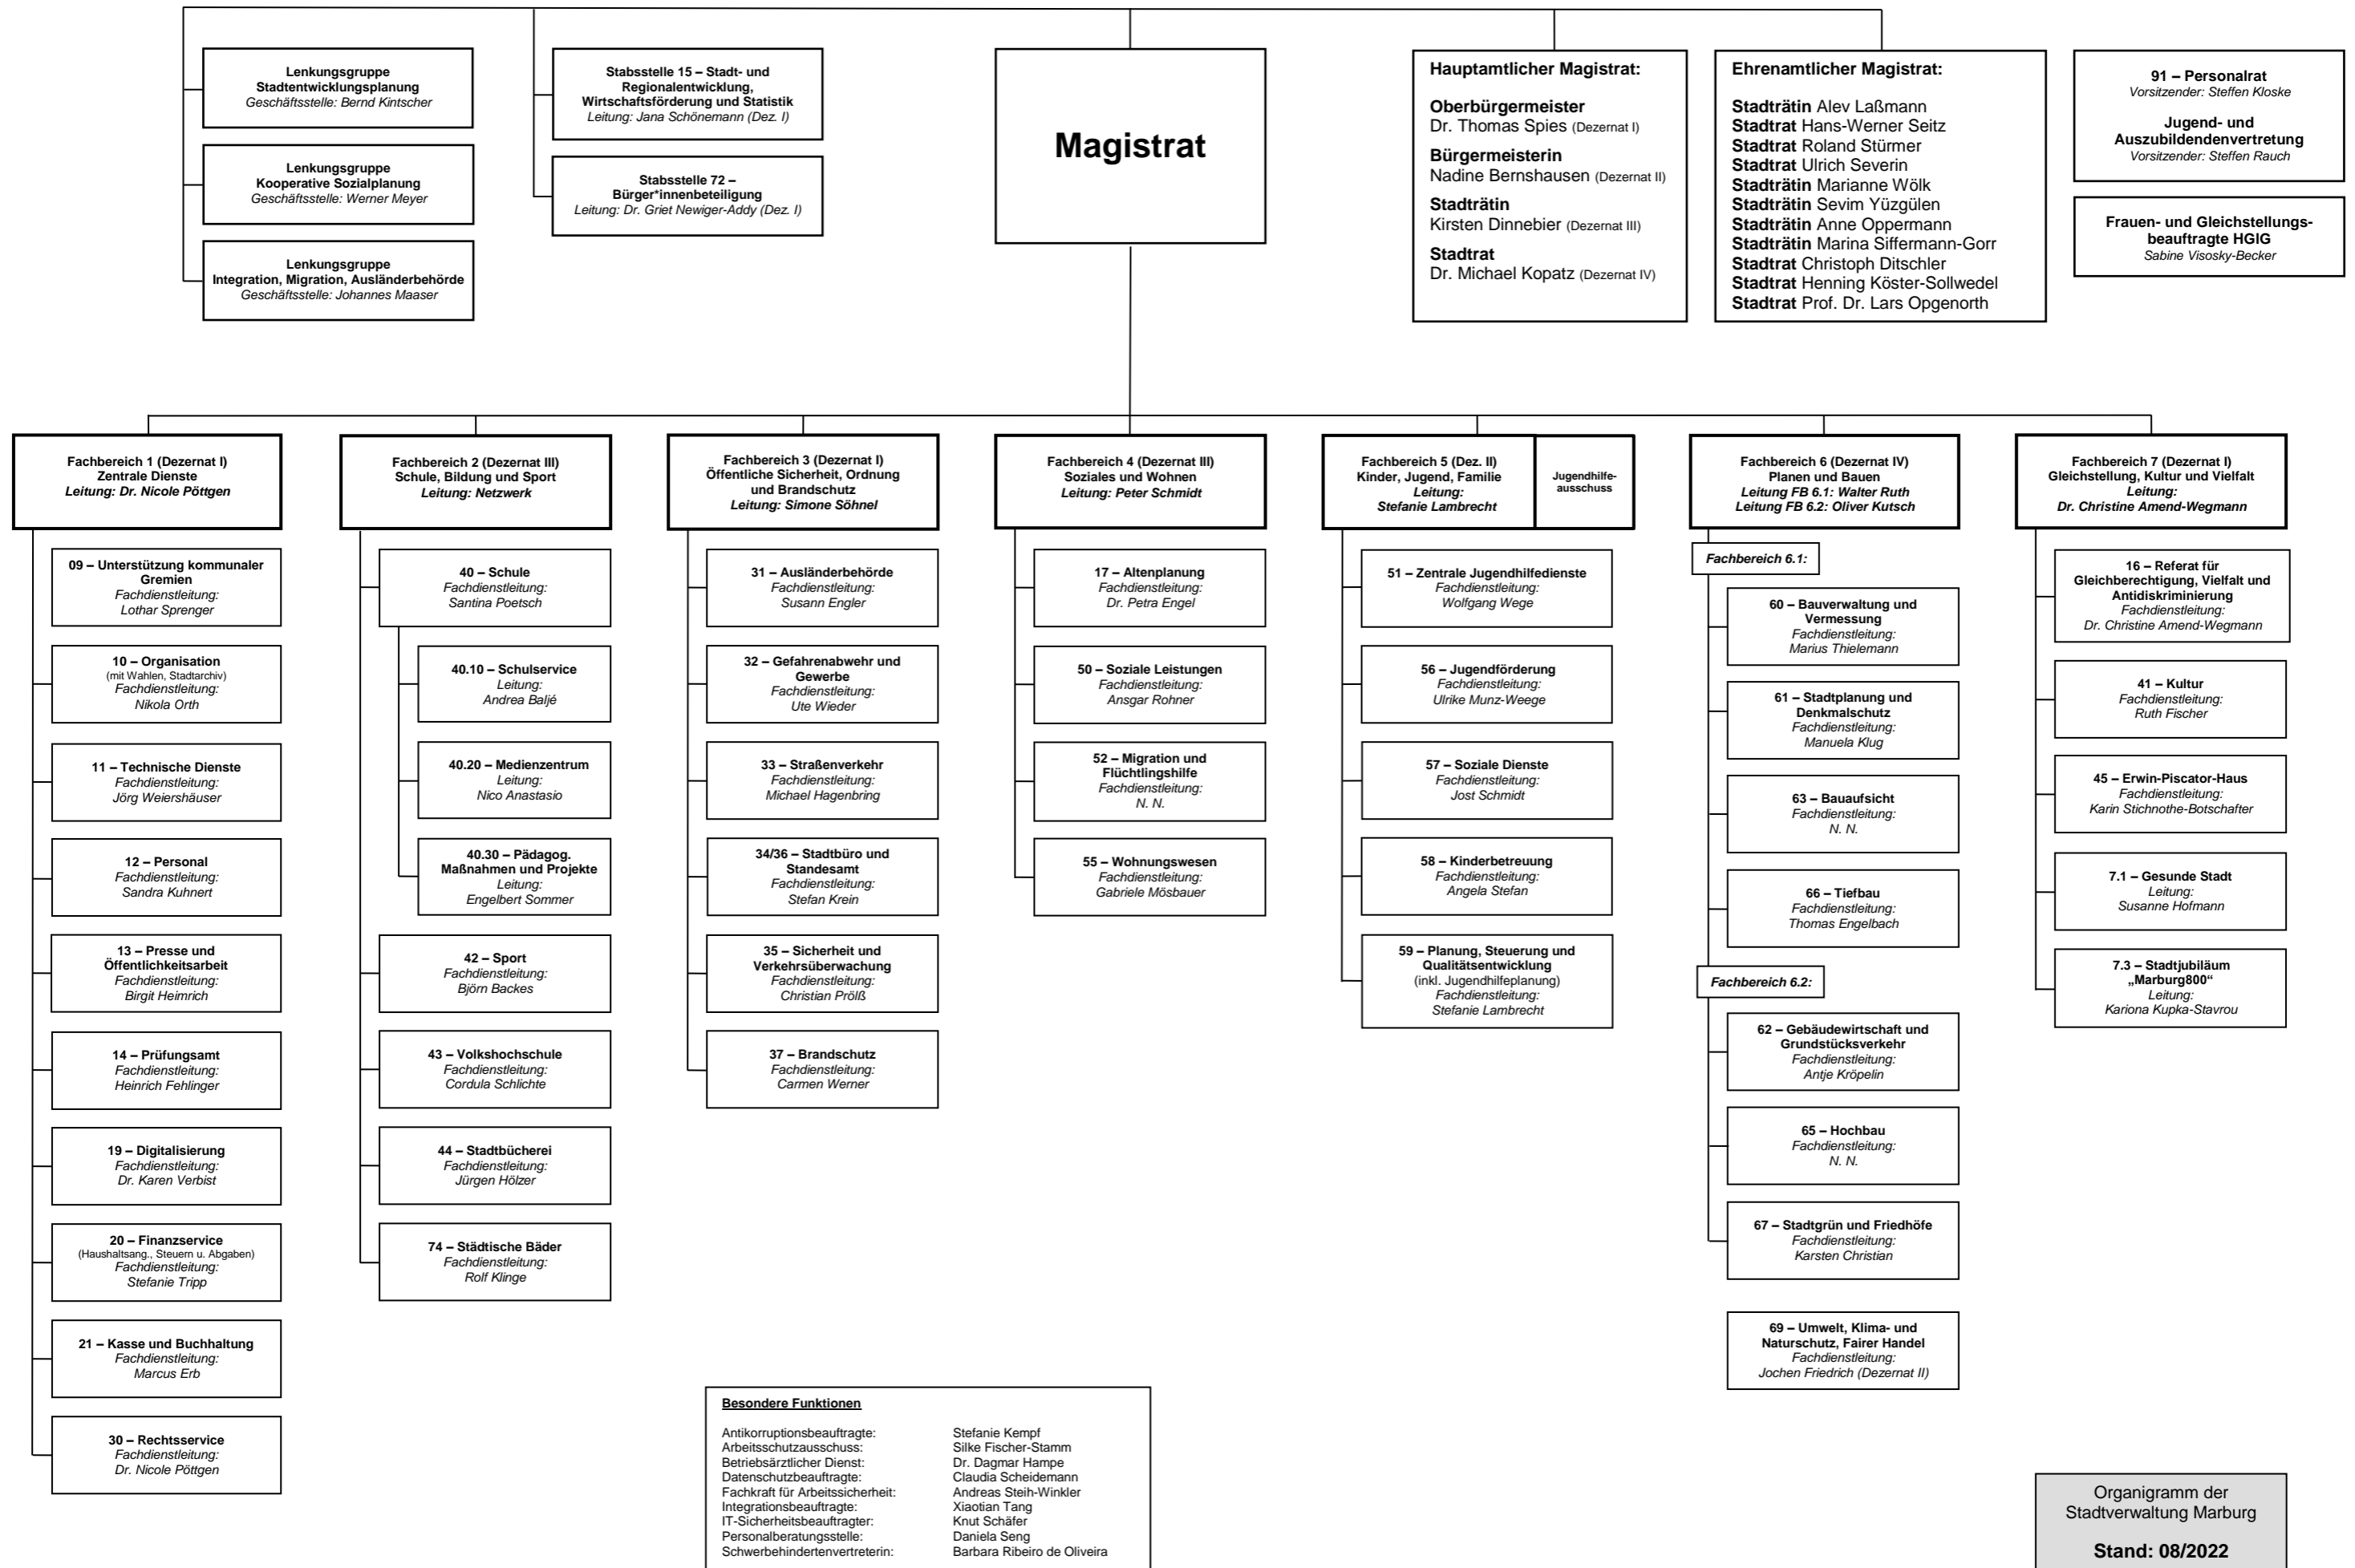 Lenkungsgruppe
Stadtentwicklungsplanung
Geschäftsstelle: Bernd Kintscher
Lenkungsgruppe
Kooperative Sozialplanung
Geschäftsstelle: Werner Meyer
Lenkungsgruppe
Integration, Migration, Ausländerbehörde
Geschäftsstelle: Johannes Maaser
Stabsstelle 15 – Stadt- und
Regionalentwicklung,
Wirtschaftsförderung und Statistik
Leitung: Jana Schönemann (Dez. I)
Stabsstelle 72 –
Bürger*innenbeteiligung
Leitung: Dr. Griet Newiger-Addy (Dez. I)
Magistrat
Hauptamtlicher Magistrat:
Oberbürgermeister
Dr. Thomas Spies (Dezernat I)
Bürgermeisterin
Nadine Bernshausen (Dezernat II)
Stadträtin
Kirsten Dinnebier (Dezernat III)
Stadtrat
Dr. Michael Kopatz (Dezernat IV)
Ehrenamtlicher Magistrat:
Stadträtin Alev Laßmann
Stadtrat Hans-Werner Seitz
Stadtrat Roland Stürmer
Stadtrat Ulrich Severin
Stadträtin Marianne Wölk
Stadträtin Sevim Yüzgülen
Stadträtin Anne Oppermann
Stadträtin Marina Siffermann-Gorr
Stadtrat Christoph Ditschler
Stadtrat Henning Köster-Sollwedel
Stadtrat Prof. Dr. Lars Opgenorth
91 – Personalrat
Vorsitzender: Steffen Kloske
Jugend- und
Auszubildendenvertretung
Vorsitzender: Steffen Rauch
Frauen- und Gleichstellungs-
beauftragte HGIG
Sabine Visosky-Becker
Fachbereich 1 (Dezernat I)
Zentrale Dienste
Leitung: Dr. Nicole Pöttgen
09 – Unterstützung kommunaler
Gremien
Fachdienstleitung:
Lothar Sprenger
10 – Organisation
(mit Wahlen, Stadtarchiv)
Fachdienstleitung:
Nikola Orth
11 – Technische Dienste
Fachdienstleitung:
Jörg Weiershäuser
12 – Personal
Fachdienstleitung:
Sandra Kuhnert
13 – Presse und
Öffentlichkeitsarbeit
Fachdienstleitung:
Birgit Heimrich
14 – Prüfungsamt
Fachdienstleitung:
Heinrich Fehlinger
19 – Digitalisierung
Fachdienstleitung:
Dr. Karen Verbist
20 – Finanzservice
(Haushaltsang., Steuern u. Abgaben)
Fachdienstleitung:
Stefanie Tripp
21 – Kasse und Buchhaltung
Fachdienstleitung:
Marcus Erb
30 – Rechtsservice
Fachdienstleitung:
Dr. Nicole Pöttgen
Fachbereich 2 (Dezernat III)
Schule, Bildung und Sport
Leitung: Netzwerk
40 – Schule
Fachdienstleitung:
Santina Poetsch
40.10 – Schulservice
Leitung:
Andrea Baljé
40.20 – Medienzentrum
Leitung:
Nico Anastasio
40.30 – Pädagog.
Maßnahmen und Projekte
Leitung:
Engelbert Sommer
42 – Sport
Fachdienstleitung:
Björn Backes
43 – Volkshochschule
Fachdienstleitung:
Cordula Schlichte
44 – Stadtbücherei
Fachdienstleitung:
Jürgen Hölzer
74 – Städtische Bäder
Fachdienstleitung:
Rolf Klinge
Fachbereich 3 (Dezernat I)
Öffentliche Sicherheit, Ordnung
und Brandschutz
Leitung: Simone Söhnel
31 – Ausländerbehörde
Fachdienstleitung:
Susann Engler
32 – Gefahrenabwehr und
Gewerbe
Fachdienstleitung:
Ute Wieder
33 – Straßenverkehr
Fachdienstleitung:
Michael Hagenbring
34/36 – Stadtbüro und
Standesamt
Fachdienstleitung:
Stefan Krein
35 – Sicherheit und
Verkehrsüberwachung
Fachdienstleitung:
Christian Prölß
37 – Brandschutz
Fachdienstleitung:
Carmen Werner
Fachbereich 4 (Dezernat III)
Soziales und Wohnen
Leitung: Peter Schmidt
17 – Altenplanung
Fachdienstleitung:
Dr. Petra Engel
50 – Soziale Leistungen
Fachdienstleitung:
Ansgar Rohner
52 – Migration und
Flüchtlingshilfe
Fachdienstleitung:
N. N.
55 – Wohnungswesen
Fachdienstleitung:
Gabriele Mösbauer
Fachbereich 5 (Dez. II)
Kinder, Jugend, Familie
Leitung:
Stefanie Lambrecht
Jugendhilfe-
ausschuss
51 – Zentrale Jugendhilfedienste
Fachdienstleitung:
Wolfgang Wege
56 – Jugendförderung
Fachdienstleitung:
Ulrike Munz-Weege
57 – Soziale Dienste
Fachdienstleitung:
Jost Schmidt
58 – Kinderbetreuung
Fachdienstleitung:
Angela Stefan
59 – Planung, Steuerung und
Qualitätsentwicklung
(inkl. Jugendhilfeplanung)
Fachdienstleitung:
Stefanie Lambrecht
Fachbereich 6 (Dezernat IV)
Planen und Bauen
Leitung FB 6.1: Walter Ruth
Leitung FB 6.2: Oliver Kutsch
Fachbereich 6.1:
60 – Bauverwaltung und
Vermessung
Fachdienstleitung:
Marius Thielemann
61 – Stadtplanung und
Denkmalschutz
Fachdienstleitung:
Manuela Klug
63 – Bauaufsicht
Fachdienstleitung:
N. N.
66 – Tiefbau
Fachdienstleitung:
Thomas Engelbach
Fachbereich 6.2:
62 – Gebäudewirtschaft und
Grundstücksverkehr
Fachdienstleitung:
Antje Kröpelin
65 – Hochbau
Fachdienstleitung:
N. N.
67 – Stadtgrün und Friedhöfe
Fachdienstleitung:
Karsten Christian
69 – Umwelt, Klima- und
Naturschutz, Fairer Handel
Fachdienstleitung:
Jochen Friedrich (Dezernat II)
Fachbereich 7 (Dezernat I)
Gleichstellung, Kultur und Vielfalt
Leitung:
Dr. Christine Amend-Wegmann
16 – Referat für
Gleichberechtigung, Vielfalt und
Antidiskriminierung
Fachdienstleitung:
Dr. Christine Amend-Wegmann
41 – Kultur
Fachdienstleitung:
Ruth Fischer
45 – Erwin-Piscator-Haus
Fachdienstleitung:
Karin Stichnothe-Botschafter
7.1 – Gesunde Stadt
Leitung:
Susanne Hofmann
7.3 – Stadtjubiläum
„Marburg800“
Leitung:
Kariona Kupka-Stavrou
Besondere Funktionen
Antikorruptionsbeauftragte: Stefanie Kempf
Arbeitsschutzausschuss: Silke Fischer-Stamm
Betriebsärztlicher Dienst: Dr. Dagmar Hampe
Datenschutzbeauftragte: Claudia Scheidemann
Fachkraft für Arbeitssicherheit: Andreas Steih-Winkler
Integrationsbeauftragte: Xiaotian Tang
IT-Sicherheitsbeauftragter: Knut Schäfer
Personalberatungsstelle: Daniela Seng
Schwerbehindertenvertreterin: Barbara Ribeiro de Oliveira
Organigramm der
Stadtverwaltung Marburg
Stand: 08/2022